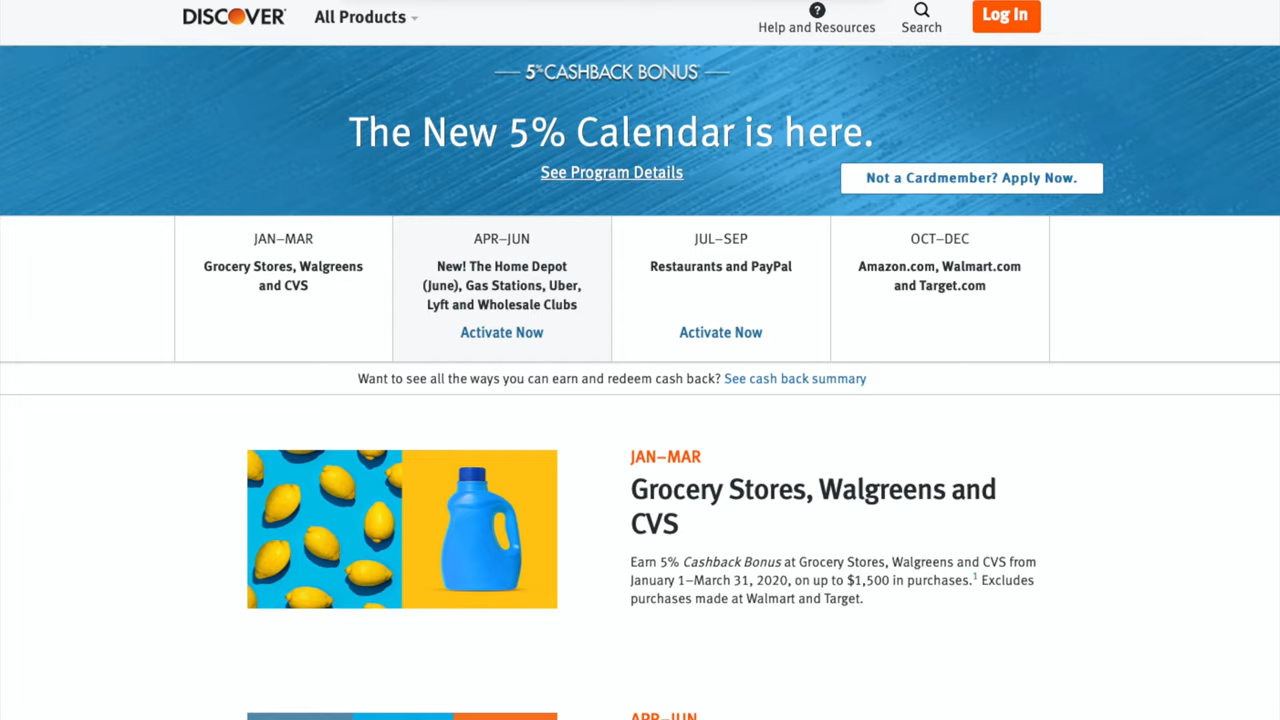 DISCOVER
All Products
Help and Resources
Search
Log In
5% CASHBACK BONUS
The New 5% Calendar is here.
See Program Details
Not a Cardmember? Apply Now.
JAN–MAR
Grocery Stores, Walgreens
and CVS
APR–JUN
New! The Home Depot
(June), Gas Stations, Uber,
Lyft and Wholesale Clubs
Activate Now
JUL–SEP
Restaurants and PayPal
Activate Now
OCT–DEC
Amazon.com, Walmart.com
and Target.com
Want to see all the ways you can earn and redeem cash back? See cash back summary
JAN–MAR
Grocery Stores, Walgreens and
CVS
Earn 5% Cashback Bonus at Grocery Stores, Walgreens and CVS from
January 1–March 31, 2020, on up to $1,500 in purchases.1 Excludes
purchases made at Walmart and Target.
APR–JUN